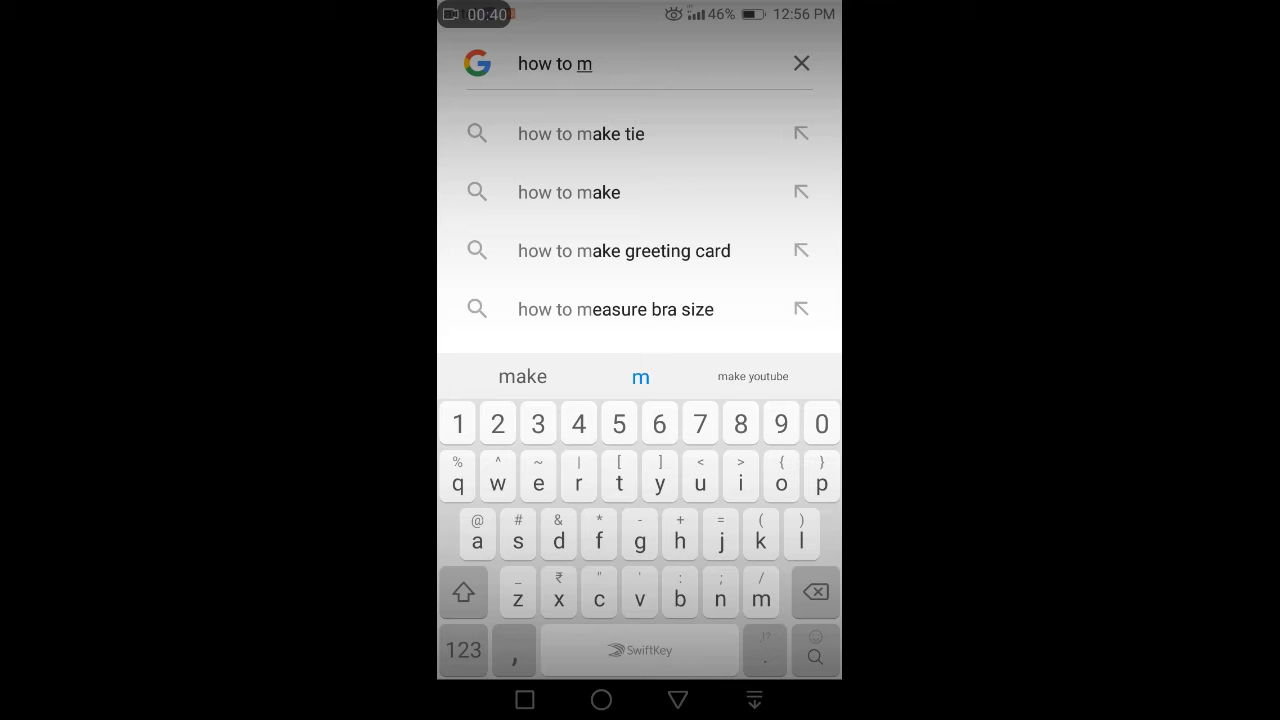 00:40 46% 12:56 PM
how to m
how to make tie
how to make
how to make greeting card
how to measure bra size
make m make youtube
1 2 3 4 5 6 7 8 9 0
% ^ ~ | [ ] < > { }
q w e r t y u i o p
@ # & * - + = ( )
a s d f g h j k l
_ ₹ " ' : ; /
z x c v b n m
!?
123 , SwiftKey .